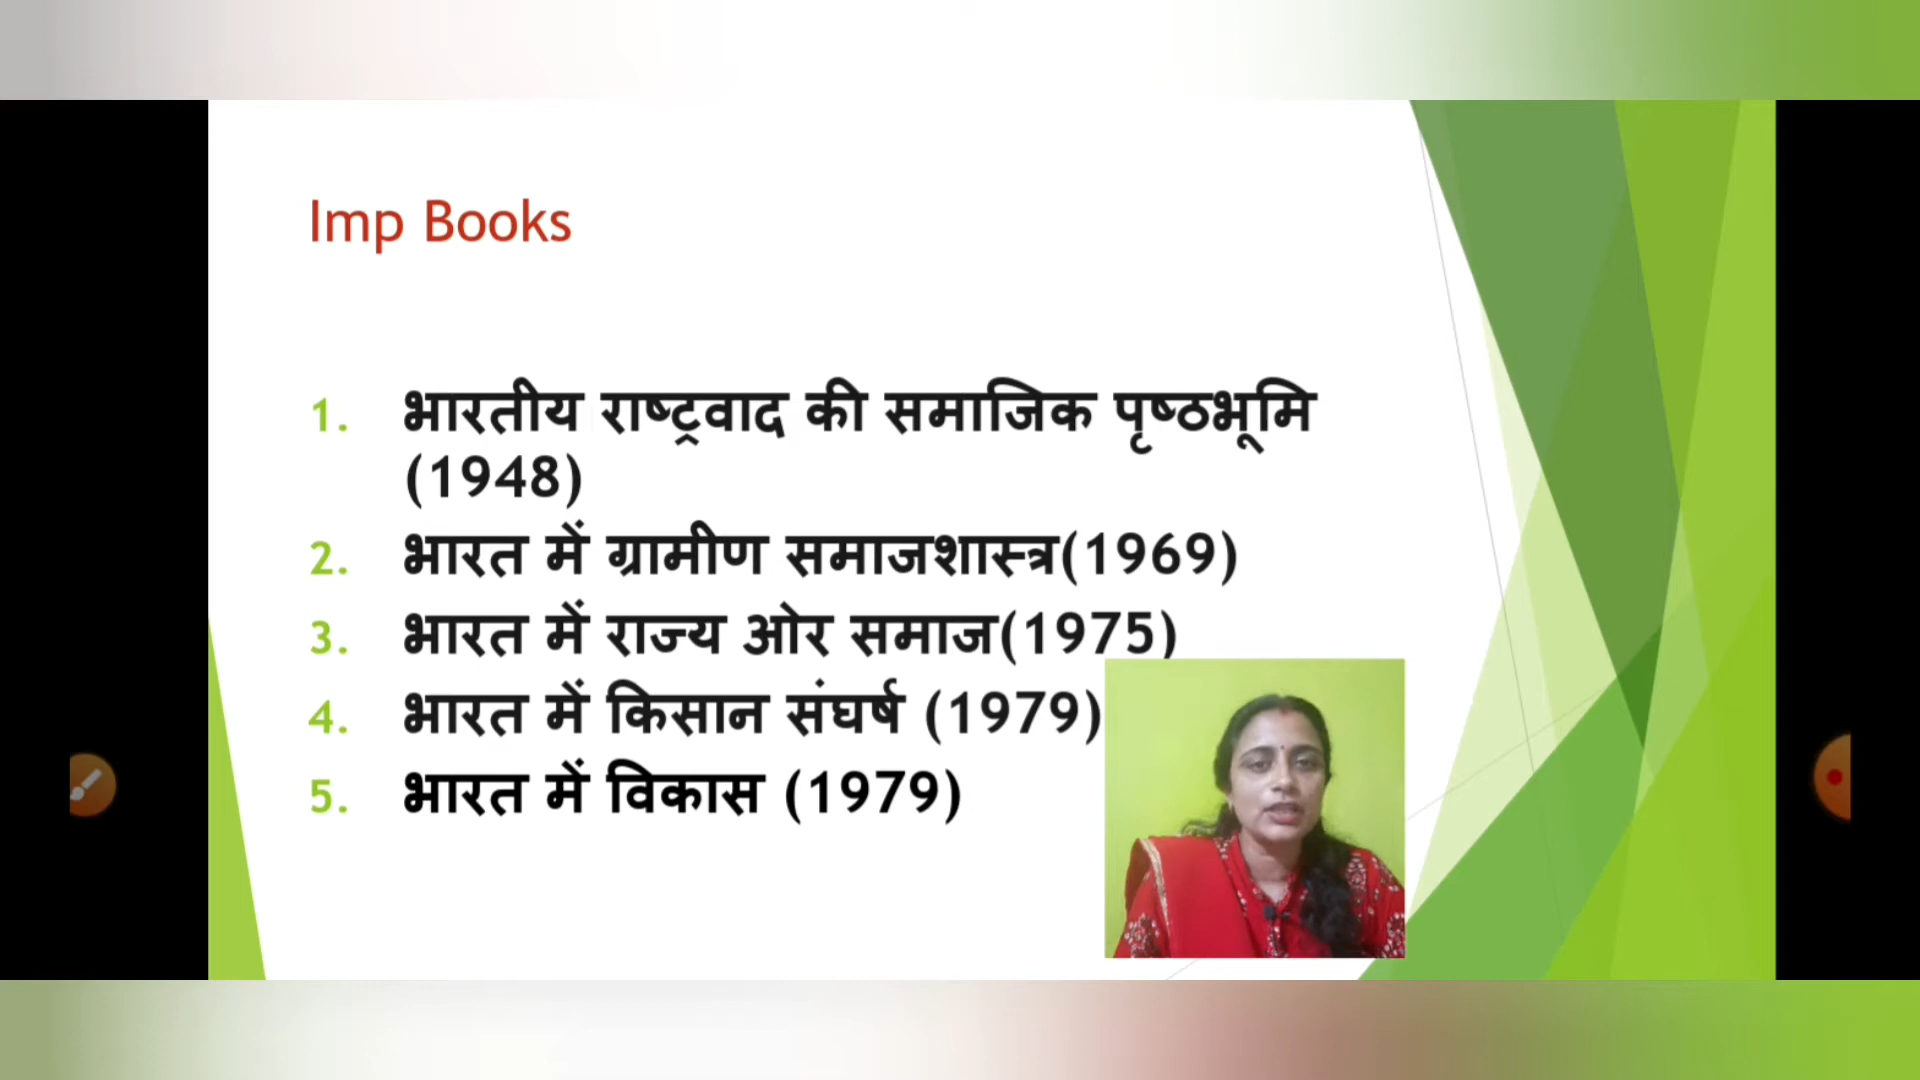 Imp Books
1. भारतीय राष्ट्रवाद की समाजिक पृष्ठभूमि
(1948)
2. भारत में ग्रामीण समाजशास्त्र(1969)
3. भारत में राज्य ओर समाज(1975)
4. भारत में किसान संघर्ष (1979)
5. भारत में विकास (1979)